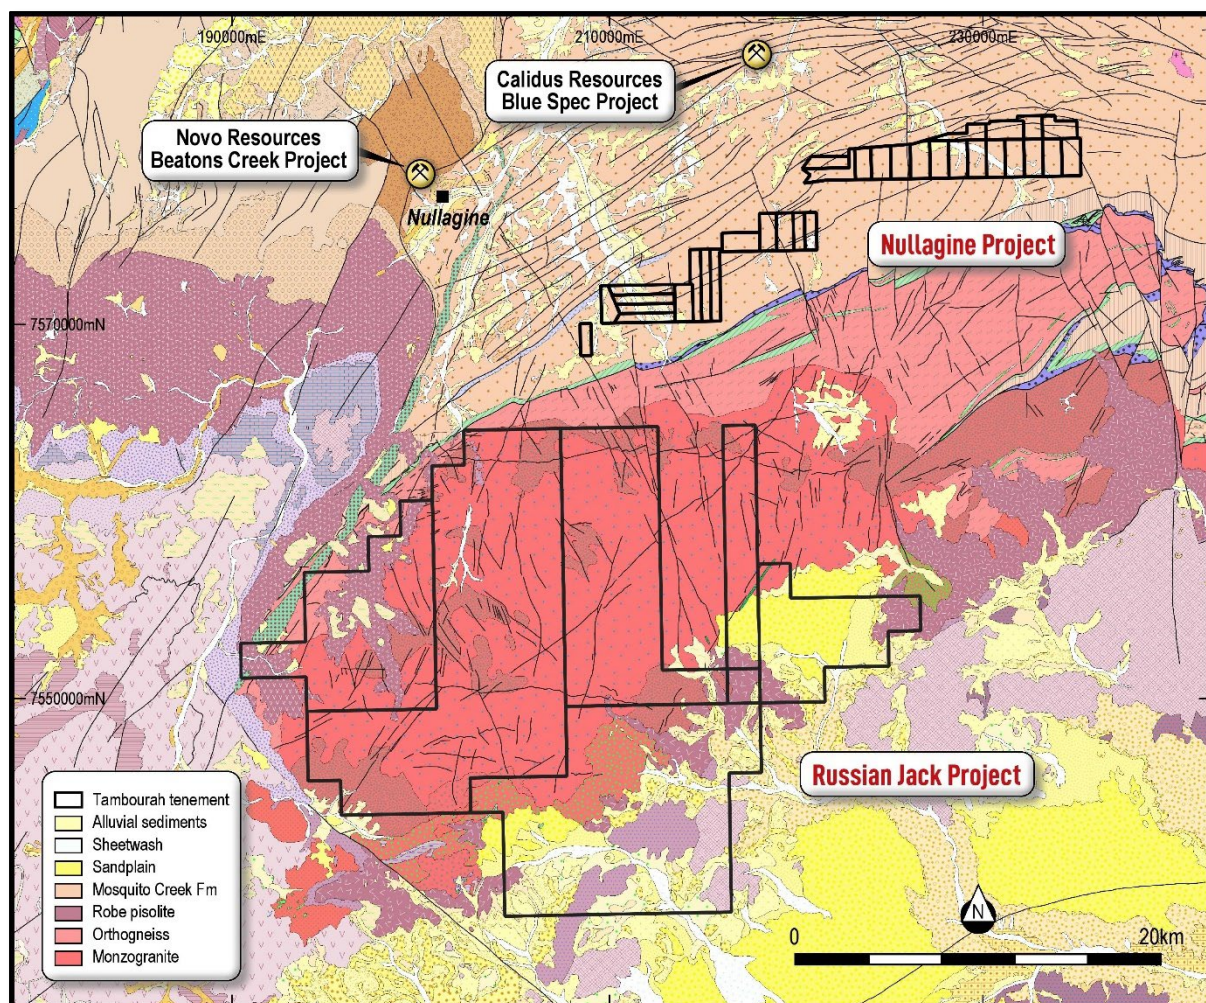 190000mE
210000mE
230000mE
Calidus Resources
Blue Spec Project
Novo Resources
Beatons Creek Project
Nullagine
Nullagine Project
7570000mN
7550000mN
Russian Jack Project
Tambourah tenement
Alluvial sediments
Sheetwash
Sandplain
Mosquito Creek Fm
Robe pisolite
Orthogneiss
Monzogranite
N
0
20km